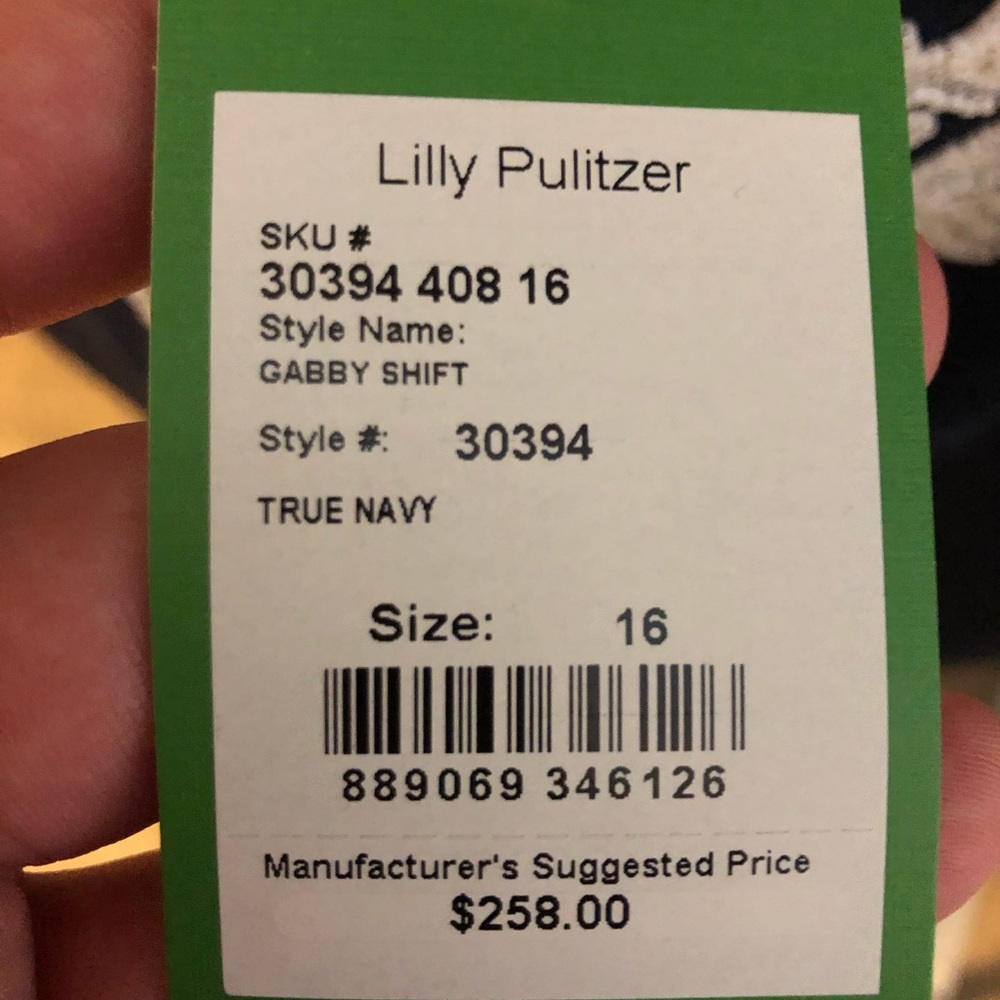 Lilly Pulitzer
SKU #
30394 408 16
Style Name:
GABBY SHIFT
Style #: 30394
TRUE NAVY
Size: 16
889069 346126
Manufacturer's Suggested Price
$258.00